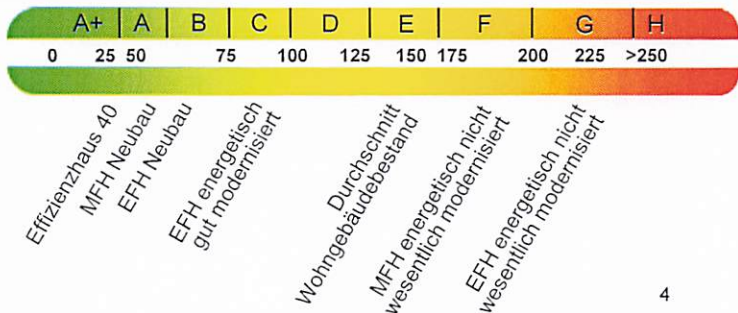 A+ A B C D E F G H
0 25 50 75 100 125 150 175 200 225 >250
Effizienzhaus 40
MFH Neubau
EFH Neubau
EFH energetisch
gut modernisiert
Durchschnitt
Wohngebäudebestand
MFH energetisch nicht
wesentlich modernisiert
EFH energetisch nicht
wesentlich modernisiert
4